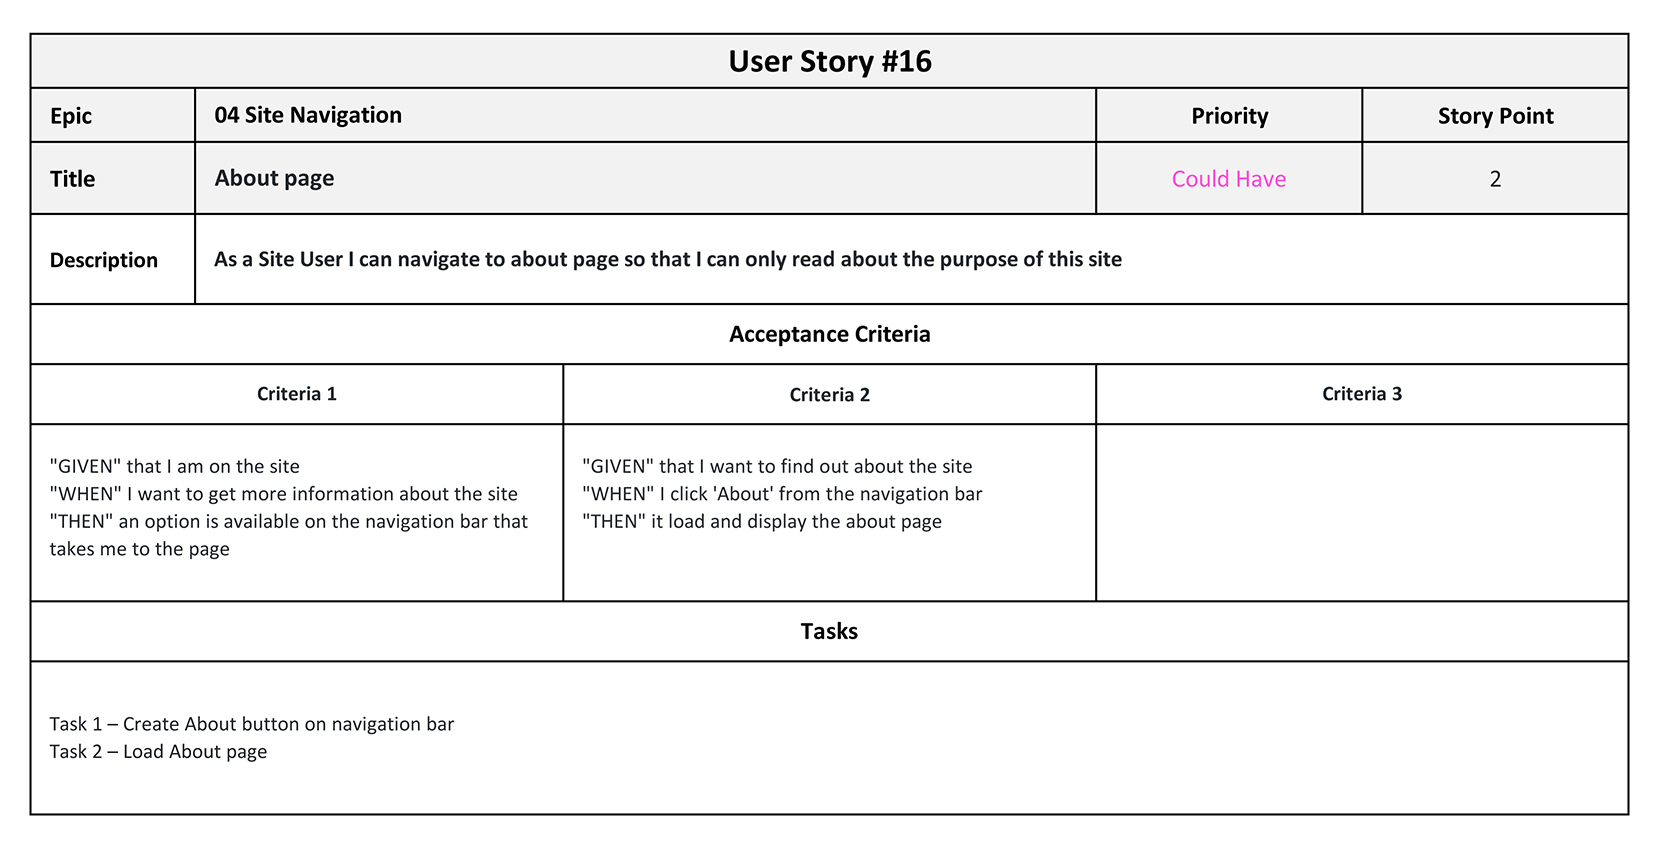 User Story #16
Epic
04 Site Navigation
Priority
Story Point
Title
About page
Could Have
2
Description
As a Site User I can navigate to about page so that I can only read about the purpose of this site
Acceptance Criteria
Criteria 1
Criteria 2
Criteria 3
"GIVEN" that I am on the site
"WHEN" I want to get more information about the site
"THEN" an option is available on the navigation bar that
takes me to the page
"GIVEN" that I want to find out about the site
"WHEN" I click 'About' from the navigation bar
"THEN" it load and display the about page
Tasks
Task 1 – Create About button on navigation bar
Task 2 – Load About page